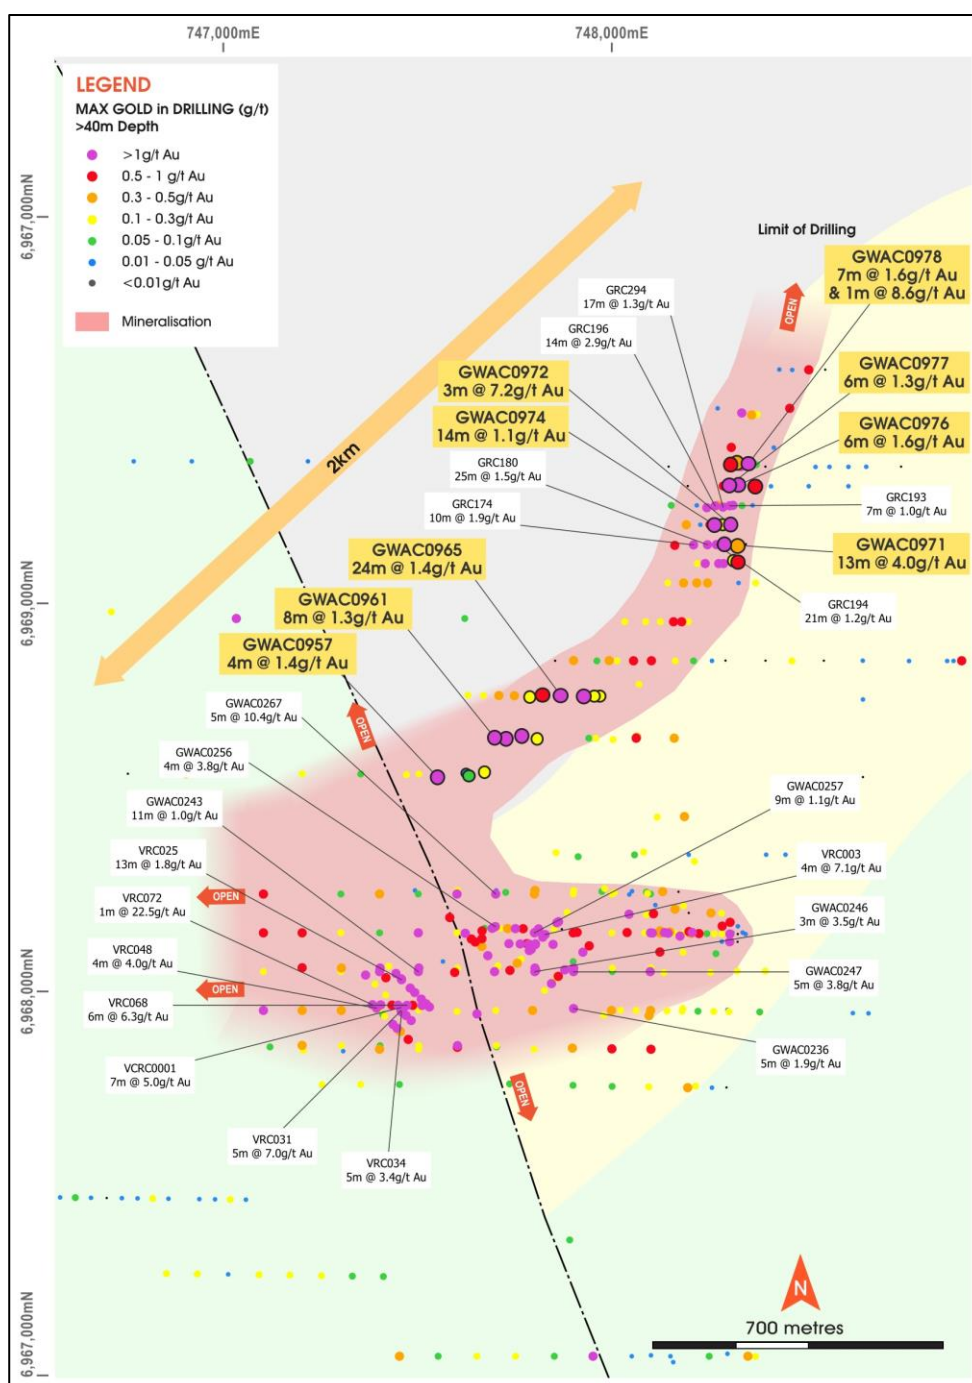 747,000mE
748,000mE
LEGEND
MAX GOLD in DRILLING (g/t)
>40m Depth
>1g/t Au
0.5 - 1 g/t Au
0.3 - 0.5g/t Au
0.1 - 0.3g/t Au
0.05 - 0.1g/t Au
0.01 - 0.05 g/t Au
<0.01g/t Au
Mineralisation
6,967,000mN
6,969,000mN
6,968,000mN
6,967,000mN
2km
Limit of Drilling
GWAC0978
7m @ 1.6g/t Au
& 1m @ 8.6g/t Au
OPEN
GRC294
17m @ 1.3g/t Au
GRC196
14m @ 2.9g/t Au
GWAC0972
3m @ 7.2g/t Au
GWAC0977
6m @ 1.3g/t Au
GWAC0974
14m @ 1.1g/t Au
GWAC0976
6m @ 1.6g/t Au
GRC180
25m @ 1.5g/t Au
GRC174
10m @ 1.9g/t Au
GRC193
7m @ 1.0g/t Au
GWAC0971
13m @ 4.0g/t Au
GWAC0965
24m @ 1.4g/t Au
GWAC0961
8m @ 1.3g/t Au
GRC194
21m @ 1.2g/t Au
GWAC0957
4m @ 1.4g/t Au
GWAC0267
5m @ 10.4g/t Au
OPEN
GWAC0256
4m @ 3.8g/t Au
GWAC0243
11m @ 1.0g/t Au
GWAC0257
9m @ 1.1g/t Au
VRC025
13m @ 1.8g/t Au
VRC003
4m @ 7.1g/t Au
VRC072
1m @ 22.5g/t Au
OPEN
GWAC0246
3m @ 3.5g/t Au
VRC048
4m @ 4.0g/t Au
GWAC0247
5m @ 3.8g/t Au
OPEN
VRC068
6m @ 6.3g/t Au
GWAC0236
5m @ 1.9g/t Au
VCRC0001
7m @ 5.0g/t Au
OPEN
VRC031
5m @ 7.0g/t Au
VRC034
5m @ 3.4g/t Au
N
700 metres